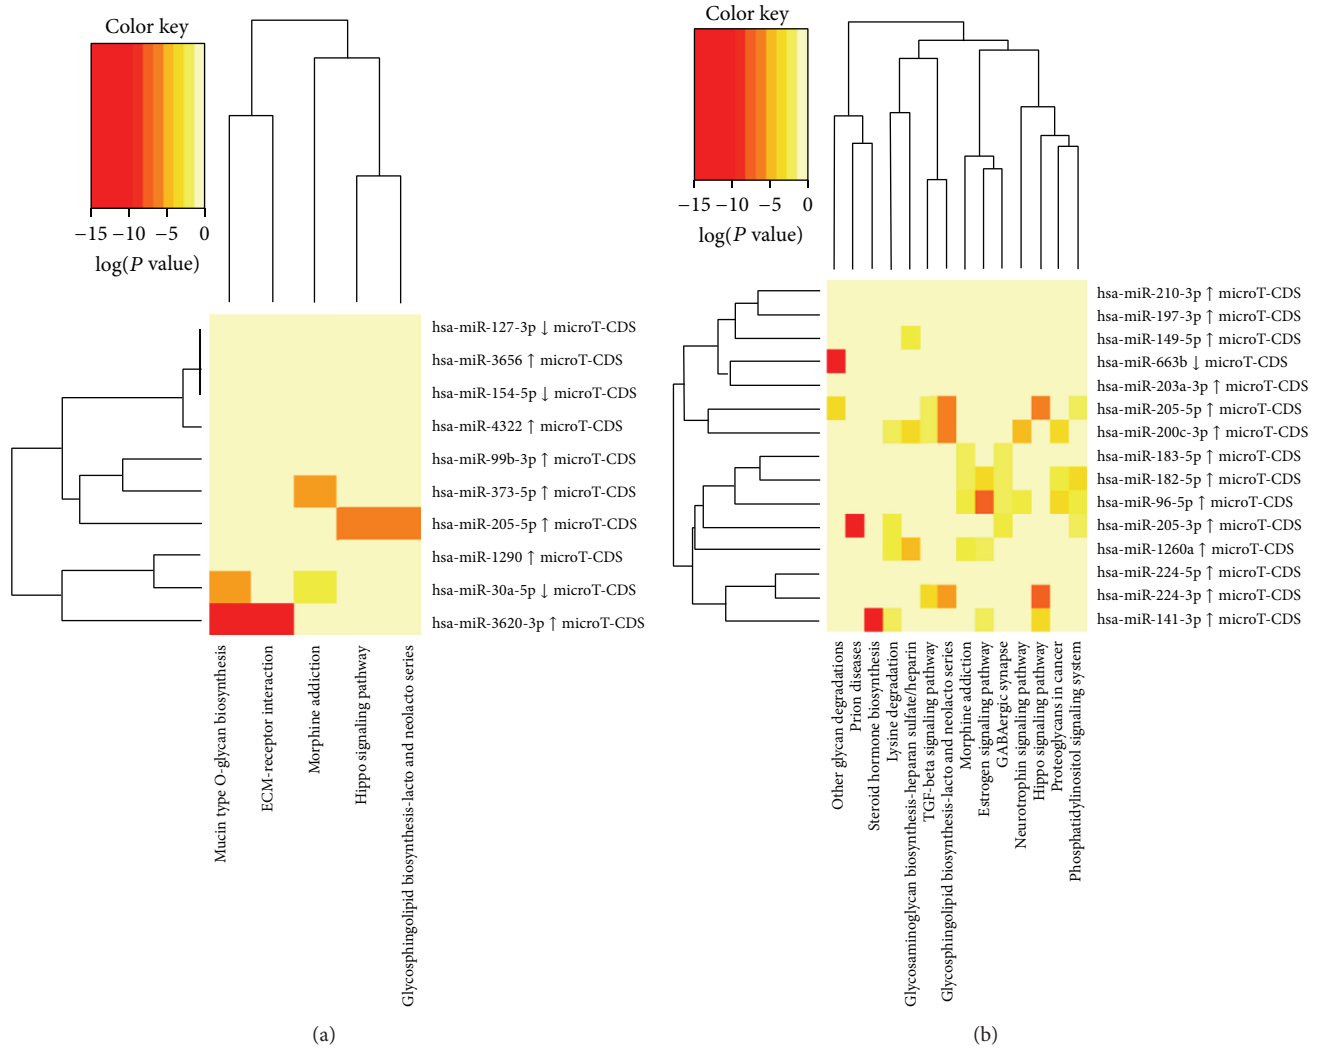 Color key
−15 −10 −5 0
log(P value)
hsa-miR-127-3p ↓ microT-CDS
hsa-miR-3656 ↑ microT-CDS
hsa-miR-154-5p ↓ microT-CDS
hsa-miR-4322 ↑ microT-CDS
hsa-miR-99b-3p ↑ microT-CDS
hsa-miR-373-5p ↑ microT-CDS
hsa-miR-205-5p ↑ microT-CDS
hsa-miR-1290 ↑ microT-CDS
hsa-miR-30a-5p ↓ microT-CDS
hsa-miR-3620-3p ↑ microT-CDS
Mucin type O-glycan biosynthesis
ECM-receptor interaction
Morphine addiction
Hippo signaling pathway
Glycosphingolipid biosynthesis-lacto and neolacto series
(a)
Color key
−15 −10 −5 0
log(P value)
hsa-miR-210-3p ↑ microT-CDS
hsa-miR-197-3p ↑ microT-CDS
hsa-miR-149-5p ↑ microT-CDS
hsa-miR-663b ↓ microT-CDS
hsa-miR-203a-3p ↑ microT-CDS
hsa-miR-205-5p ↑ microT-CDS
hsa-miR-200c-3p ↑ microT-CDS
hsa-miR-183-5p ↑ microT-CDS
hsa-miR-182-5p ↑ microT-CDS
hsa-miR-96-5p ↑ microT-CDS
hsa-miR-205-3p ↑ microT-CDS
hsa-miR-1260a ↑ microT-CDS
hsa-miR-224-5p ↑ microT-CDS
hsa-miR-224-3p ↑ microT-CDS
hsa-miR-141-3p ↑ microT-CDS
Other glycan degradations
Prion diseases
Steroid hormone biosynthesis
Lysine degradation
Glycosaminoglycan biosynthesis-heparan sulfate/heparin
TGF-beta signaling pathway
Glycosphingolipid biosynthesis-lacto and neolacto series
Morphine addiction
Estrogen signaling pathway
GABAergic synapse
Neurotrophin signaling pathway
Hippo signaling pathway
Proteoglycans in cancer
Phosphatidylinositol signaling system
(b)